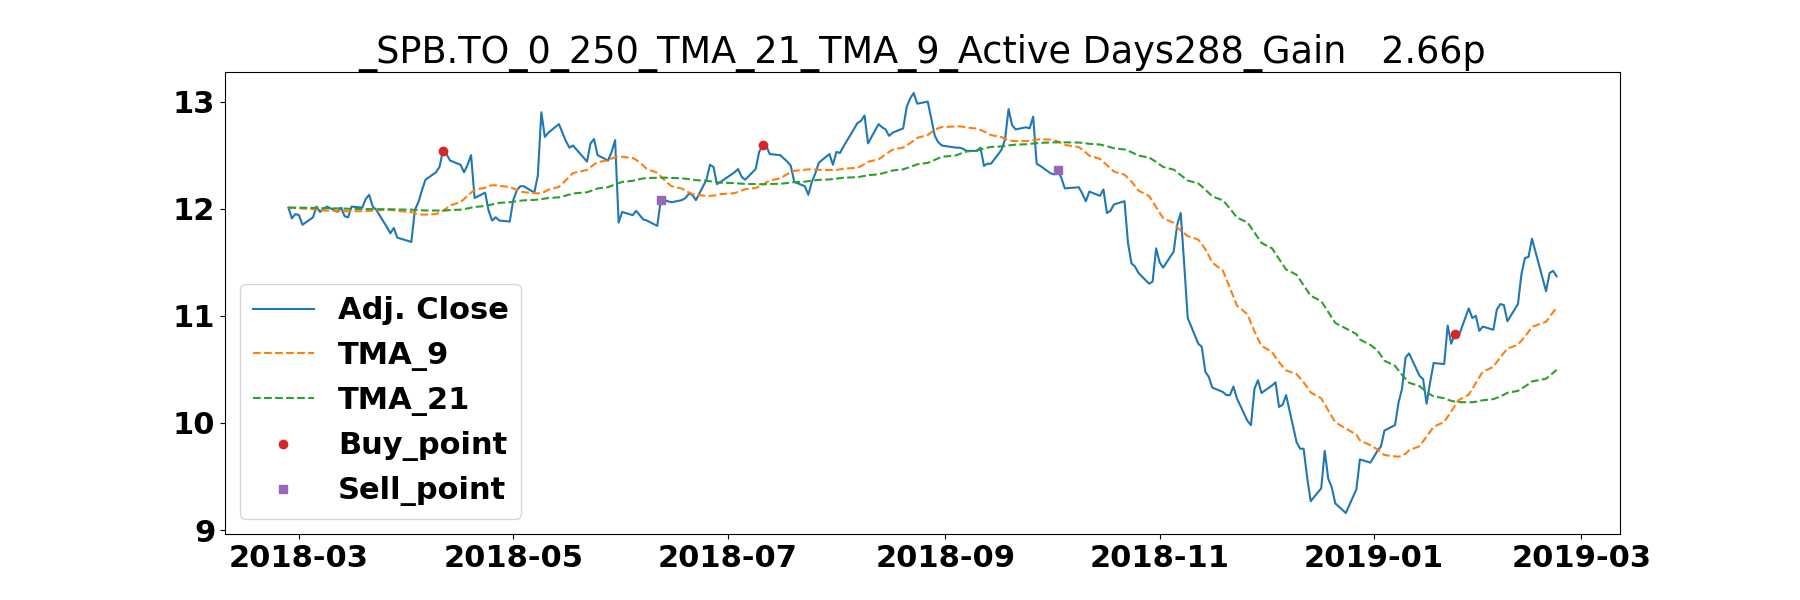 _SPB.TO_0_250_TMA_21_TMA_9_Active Days288_Gain   2.66p
13
12
11
10
9
Adj. Close
TMA_9
TMA_21
Buy_point
Sell_point
2018-03 2018-05 2018-07 2018-09 2018-11 2019-01 2019-03